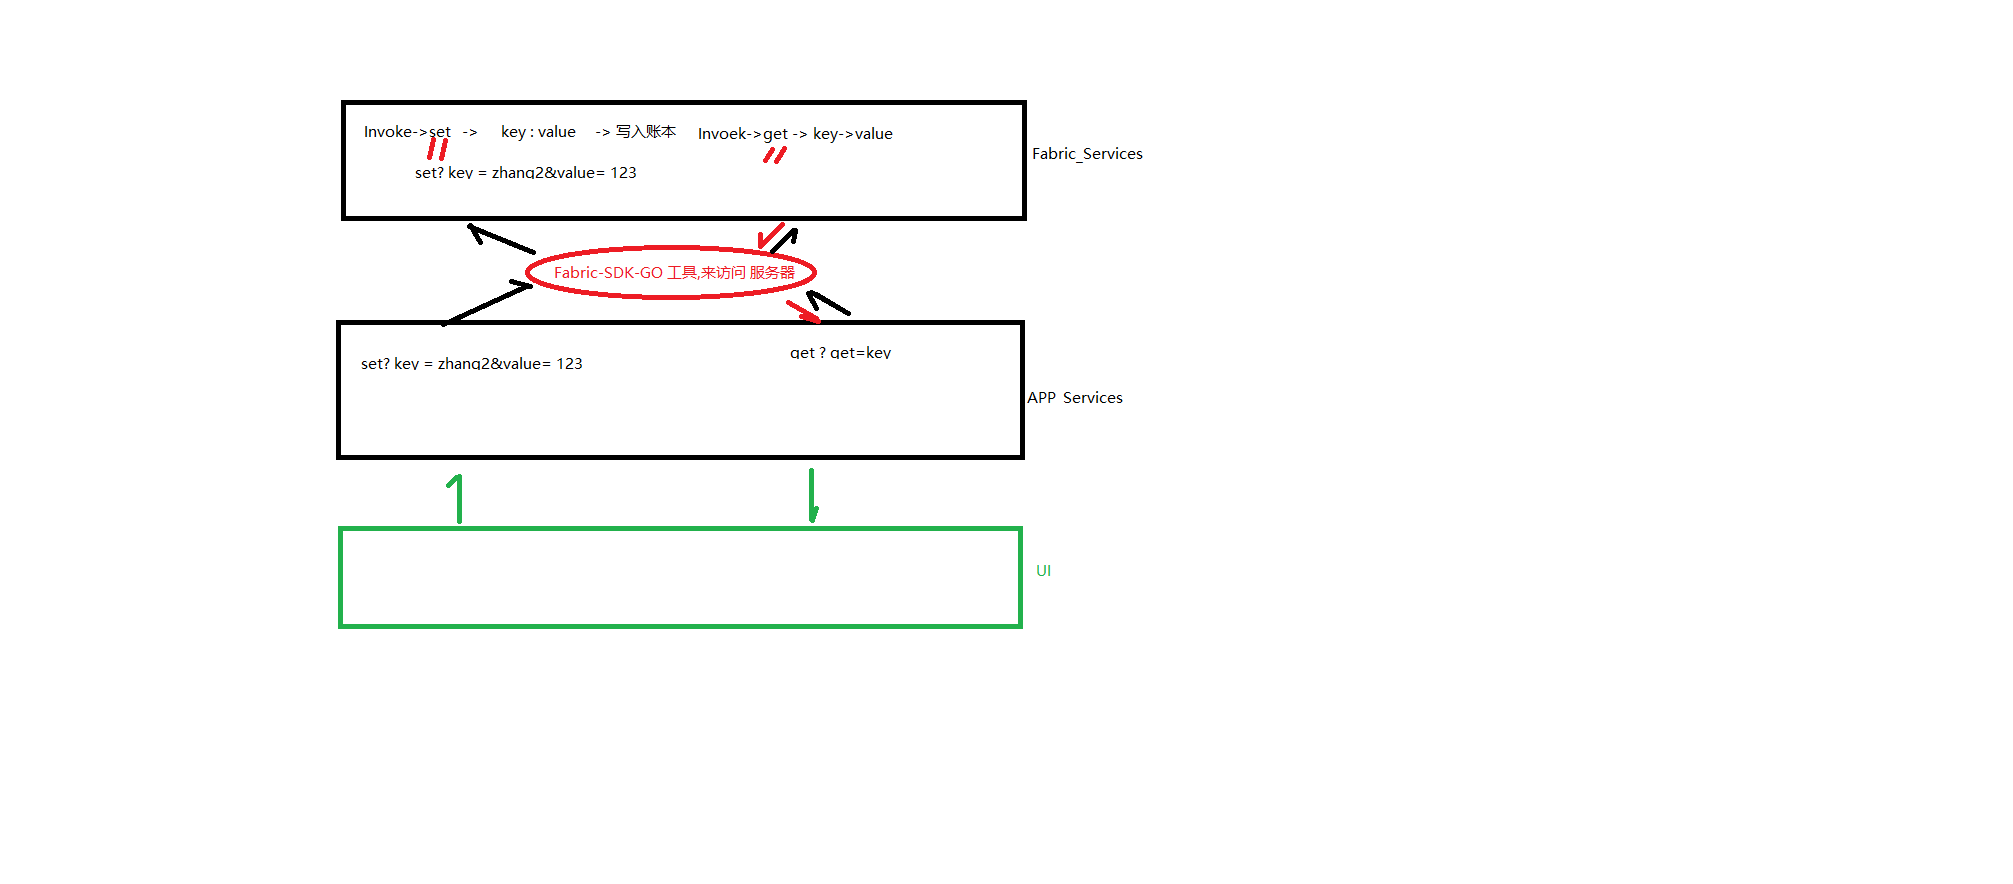 Invoke->set -> key : value -> 写入账本 Invoek->get -> key->value
Fabric_Services
set? key = zhang2&value= 123
Fabric-SDK-GO 工具,来访问 服务器
get ? get=key
set? key = zhang2&value= 123
APP Services
UI